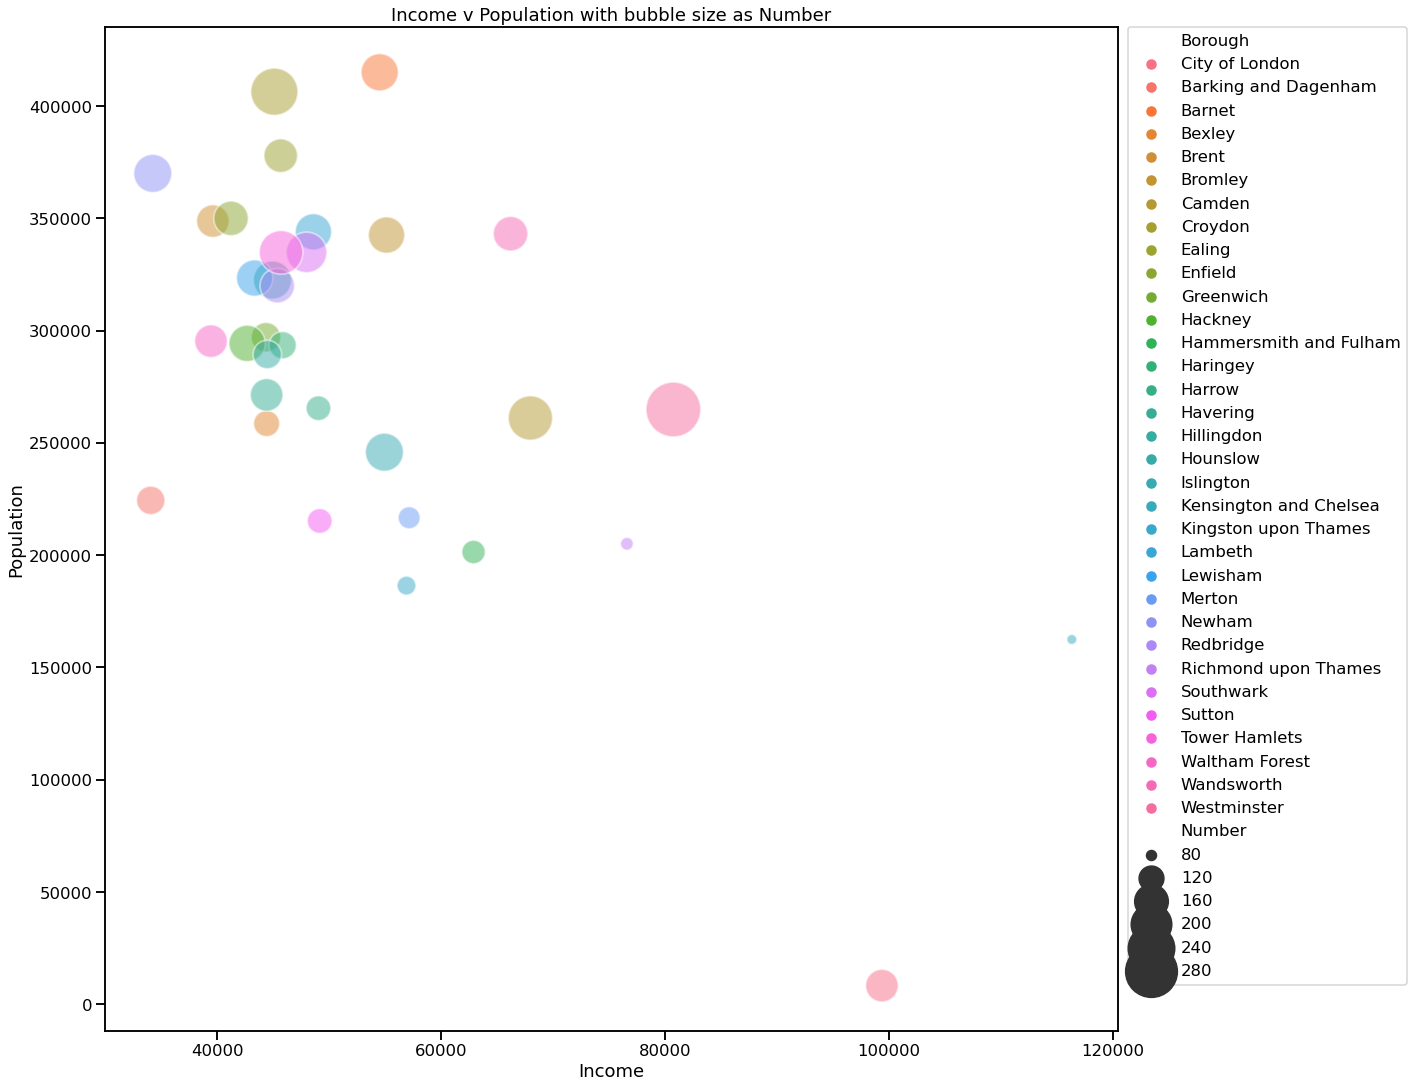 Income v Population with bubble size as Number
Population
400000
350000
300000
250000
200000
150000
100000
50000
0
40000
60000
80000
100000
120000
Income
Borough
City of London
Barking and Dagenham
Barnet
Bexley
Brent
Bromley
Camden
Croydon
Ealing
Enfield
Greenwich
Hackney
Hammersmith and Fulham
Haringey
Harrow
Havering
Hillingdon
Hounslow
Islington
Kensington and Chelsea
Kingston upon Thames
Lambeth
Lewisham
Merton
Newham
Redbridge
Richmond upon Thames
Southwark
Sutton
Tower Hamlets
Waltham Forest
Wandsworth
Westminster
Number
80
120
160
200
240
280